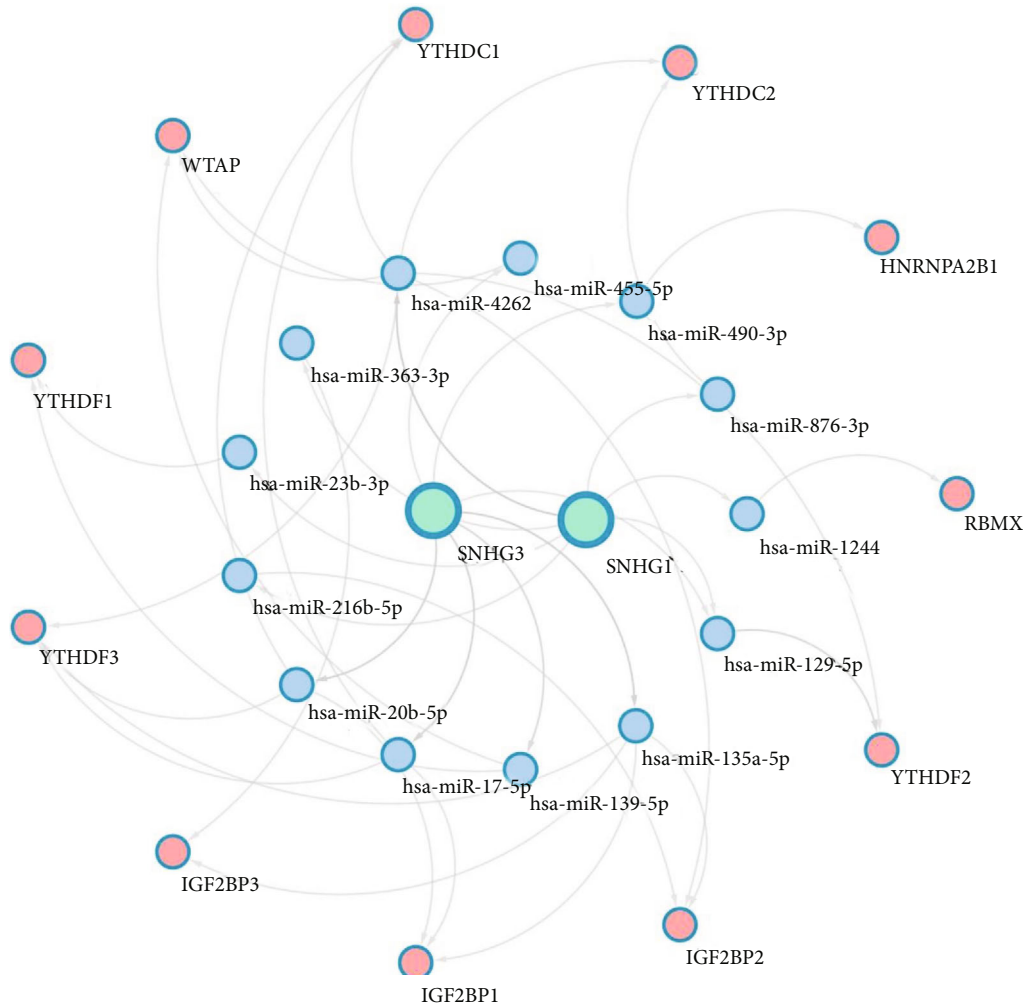 YTHDC1
YTHDC2
WTAP
HNRNPA2B1
hsa-miR-455-5p
hsa-miR-4262
hsa-miR-490-3p
hsa-miR-363-3p
YTHDF1
hsa-miR-876-3p
hsa-miR-23b-3p
RBMX
SNHG3
hsa-miR-1244
SNHG1
hsa-miR-216b-5p
YTHDF3
hsa-miR-129-5p
hsa-miR-20b-5p
hsa-miR-135a-5p
YTHDF2
hsa-miR-17-5p
hsa-miR-139-5p
IGF2BP3
IGF2BP2
IGF2BP1